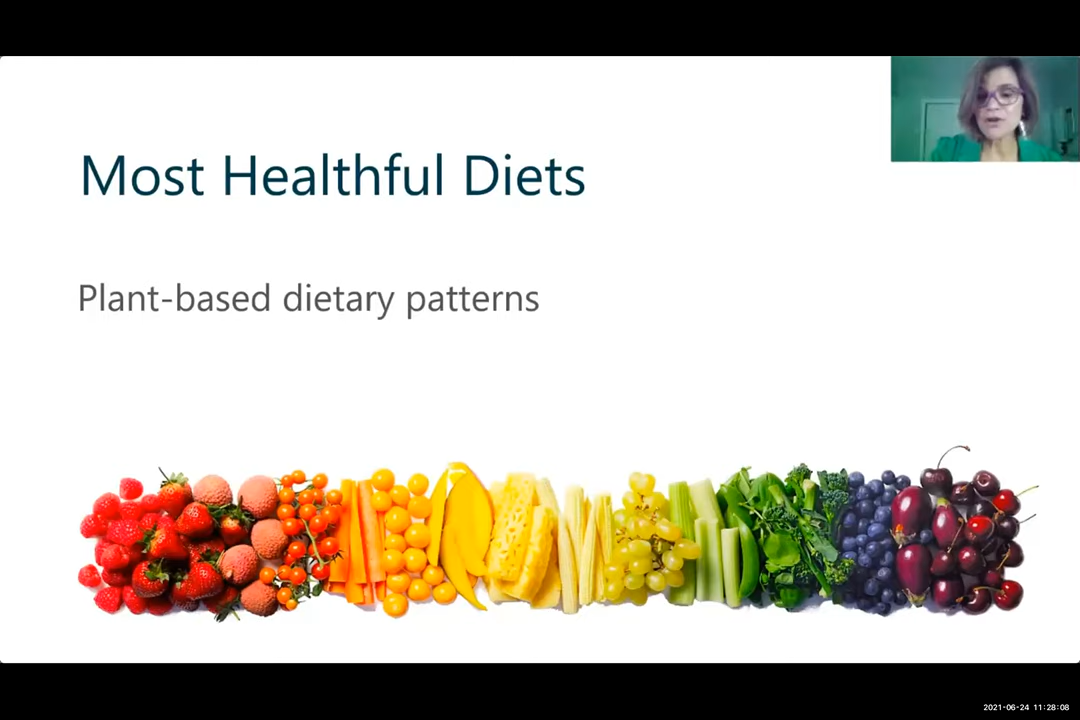 Most Healthful Diets
Plant-based dietary patterns
2021-06-24 11:28:08